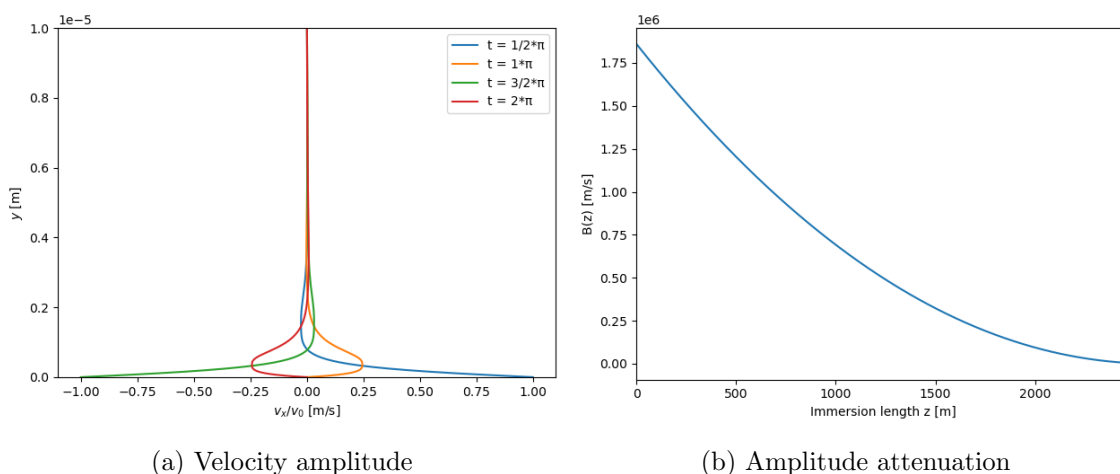 1e−5
1.0
0.8
0.6
0.4
0.2
0.0
y [m]
t = 1/2*π
t = 1*π
t = 3/2*π
t = 2*π
−1.00 −0.75 −0.50 −0.25 0.00 0.25 0.50 0.75 1.00
vₓ/v₀ [m/s]
(a) Velocity amplitude
1e6
1.75
1.50
1.25
1.00
0.75
0.50
0.25
0.00
B(z) [m/s]
0 500 1000 1500 2000
Immersion length z [m]
(b) Amplitude attenuation